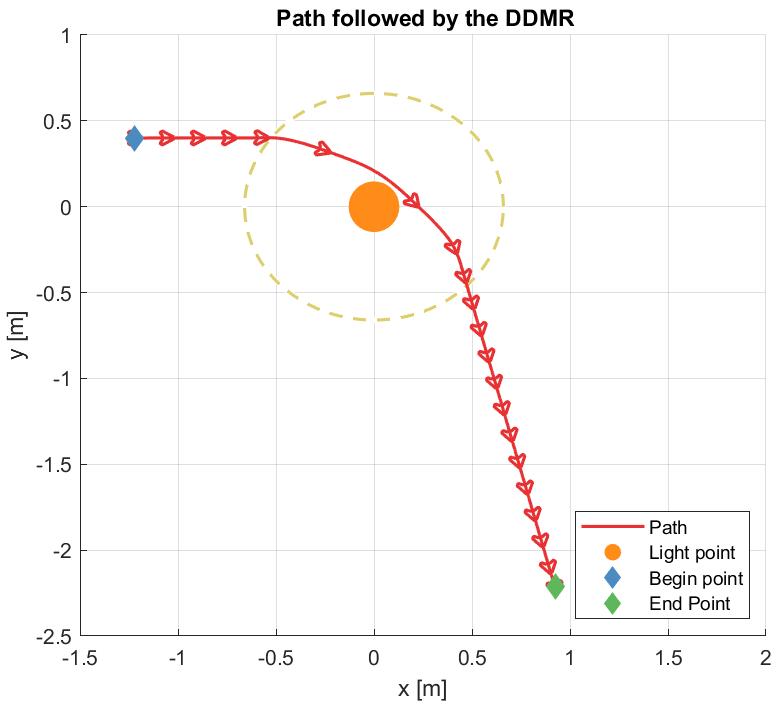 Path followed by the DDMR
1
0.5
0
-0.5
-1
-1.5
-2
-2.5
y [m]
-1.5
-1
-0.5
0
0.5
1
1.5
2
x [m]
Path
Light point
Begin point
End Point